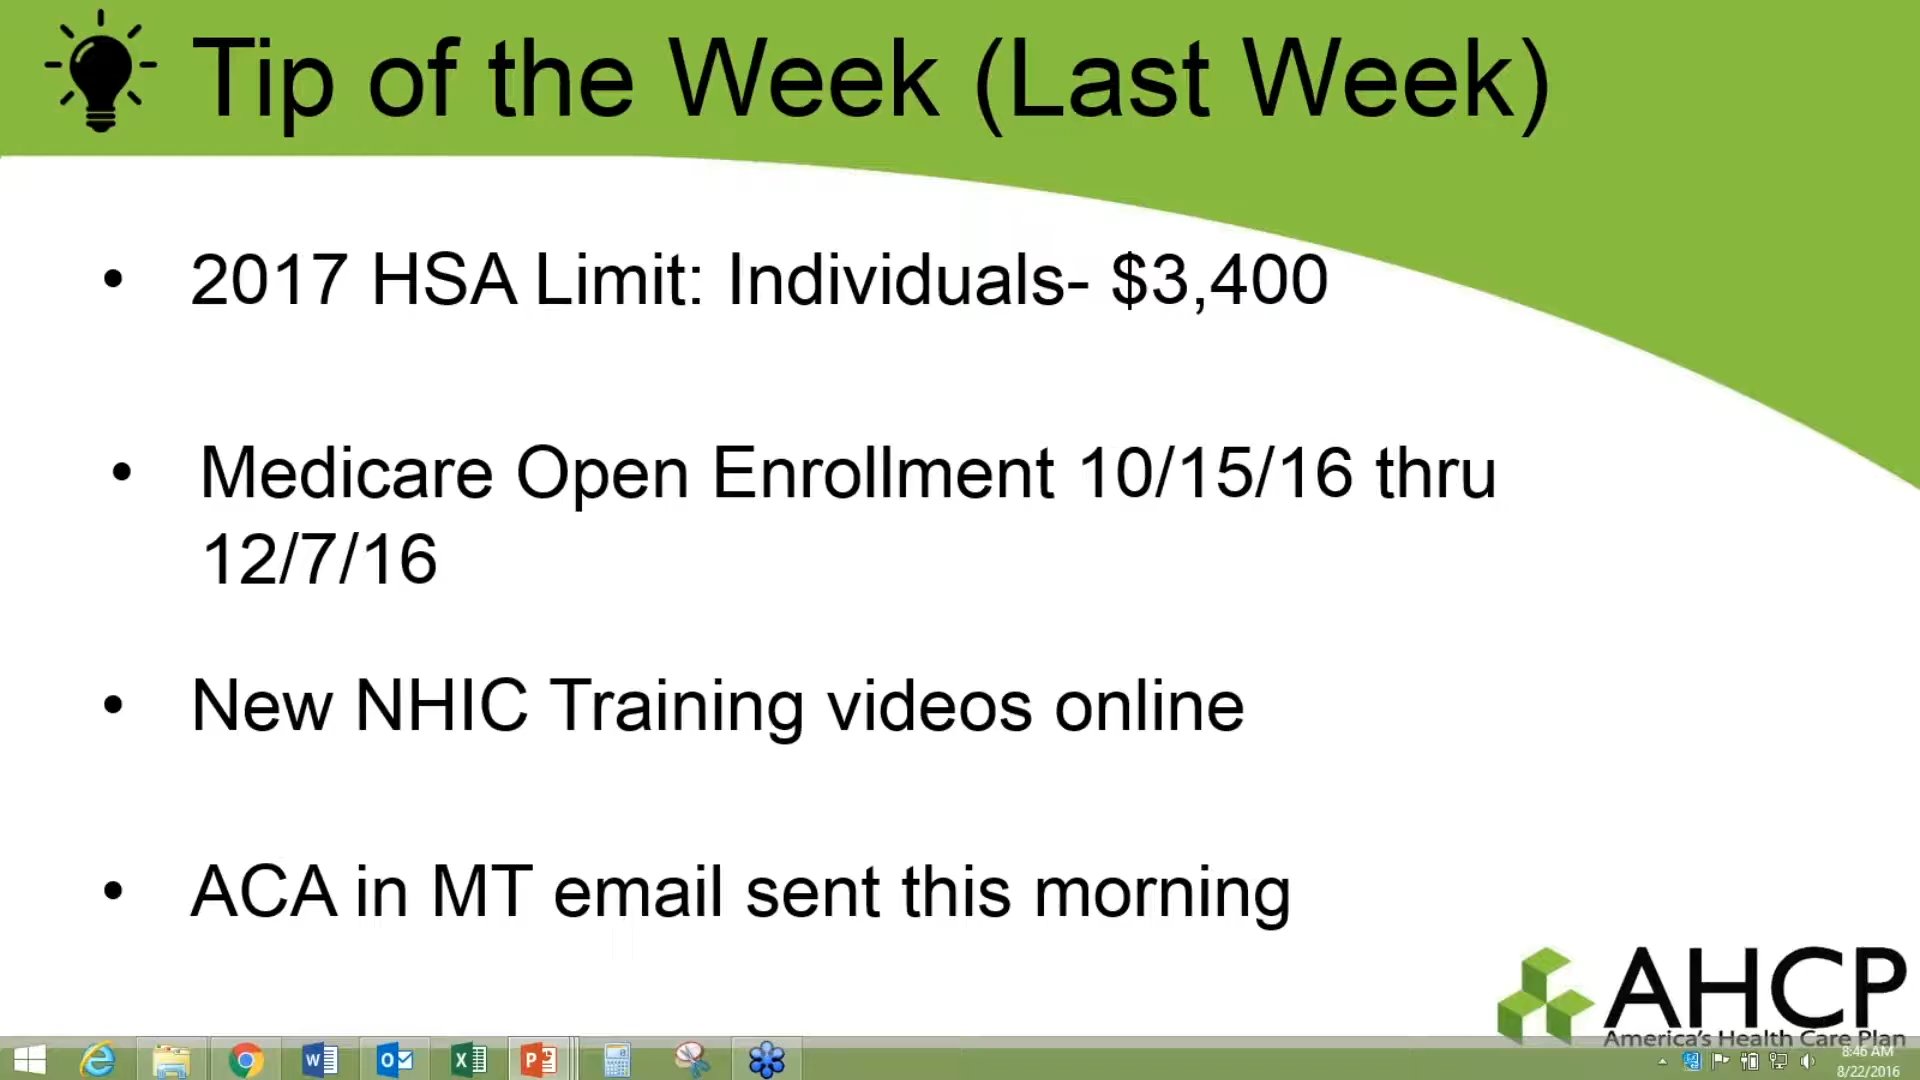 Tip of the Week (Last Week)
• 2017 HSA Limit: Individuals- $3,400
• Medicare Open Enrollment 10/15/16 thru
12/7/16
• New NHIC Training videos online
• ACA in MT email sent this morning
AHCP
America's Health Care Plan
8:46 AM
8/22/2016